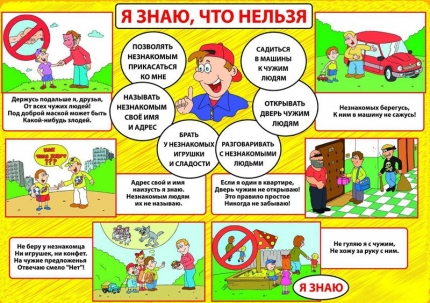 Я ЗНАЮ, ЧТО НЕЛЬЗЯ
ПОЗВОЛЯТЬ
НЕЗНАКОМЫМ
ПРИКАСАТЬСЯ
КО МНЕ
САДИТЬСЯ
В МАШИНЫ
К ЧУЖИМ
ЛЮДЯМ
НАЗЫВАТЬ
НЕЗНАКОМЫМ
СВОЁ ИМЯ
И АДРЕС
ОТКРЫВАТЬ
ДВЕРЬ ЧУЖИМ
ЛЮДЯМ
БРАТЬ
У НЕЗНАКОМЫХ
ИГРУШКИ
И СЛАДОСТИ
РАЗГОВАРИВАТЬ
С НЕЗНАКОМЫМИ
ЛЮДЬМИ
Держусь подальше я, друзья,
От всех чужих людей!
Под доброй маской может быть
Какой-нибудь злодей.
Незнакомых берегусь,
К ним в машину не сажусь!
Адрес свой и имя
наизусть я знаю.
Незнакомым людям
их не называю.
Если я один в квартире,
Дверь чужим не открываю!
Это правило простое
Никогда не забываю!
Не беру у незнакомца
Ни игрушек, ни конфет.
На чужие предложенья
Отвечаю смело "Нет"!
Не гуляю я с чужим,
Не хожу за руку с ним.
Я ЗНАЮ